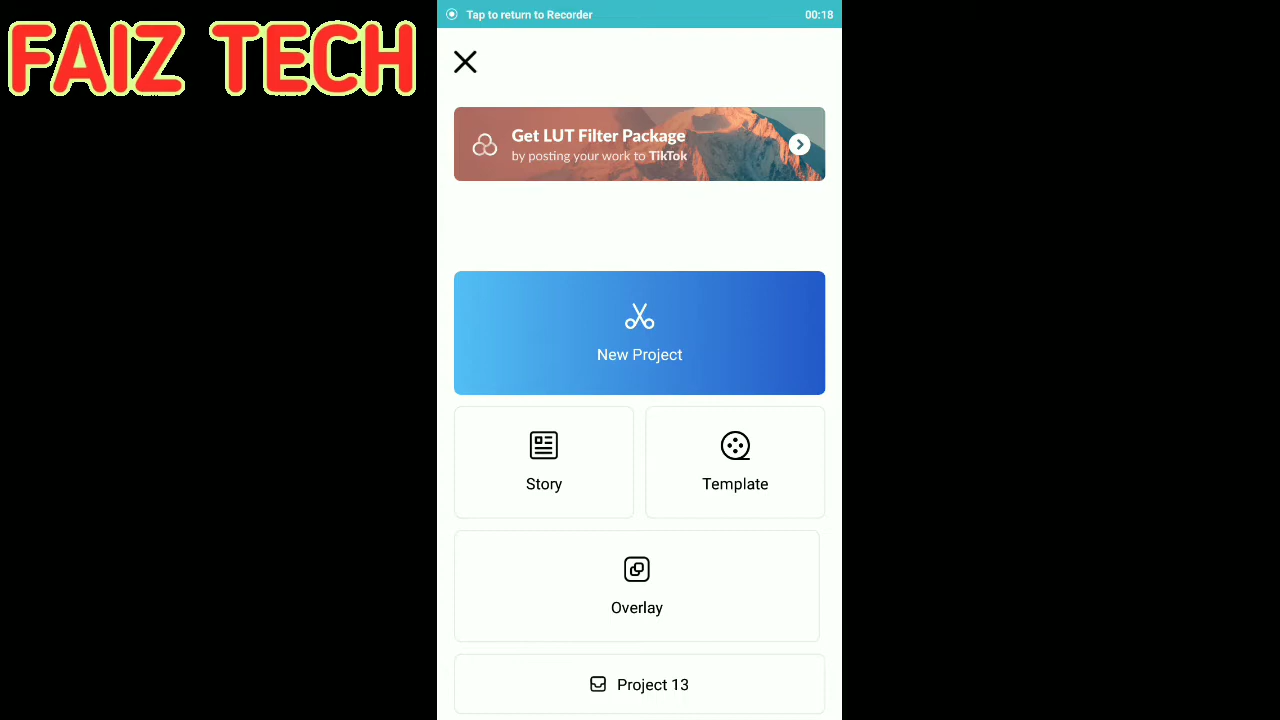 FAIZ TECH
Tap to return to Recorder 00:18
Get LUT Filter Package
by posting your work to TikTok
New Project
Story Template
Overlay
Project 13